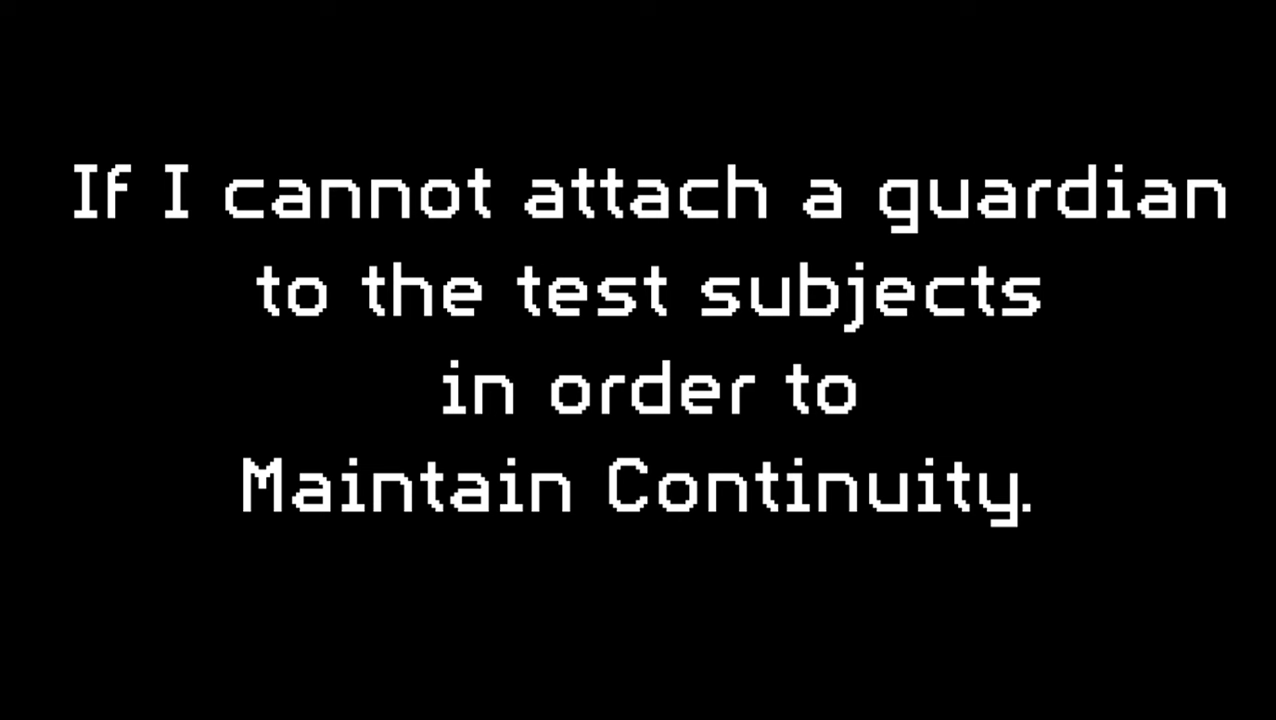 If I cannot attach a guardian
to the test subjects
in order to
Maintain Continuity.